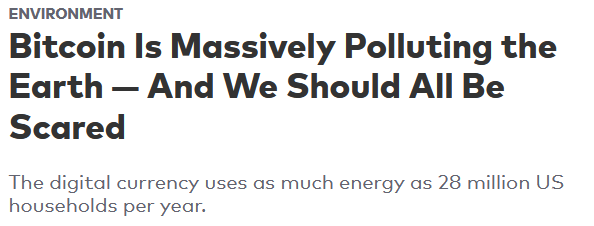 ENVIRONMENT
Bitcoin Is Massively Polluting the
Earth — And We Should All Be
Scared
The digital currency uses as much energy as 28 million US
households per year.